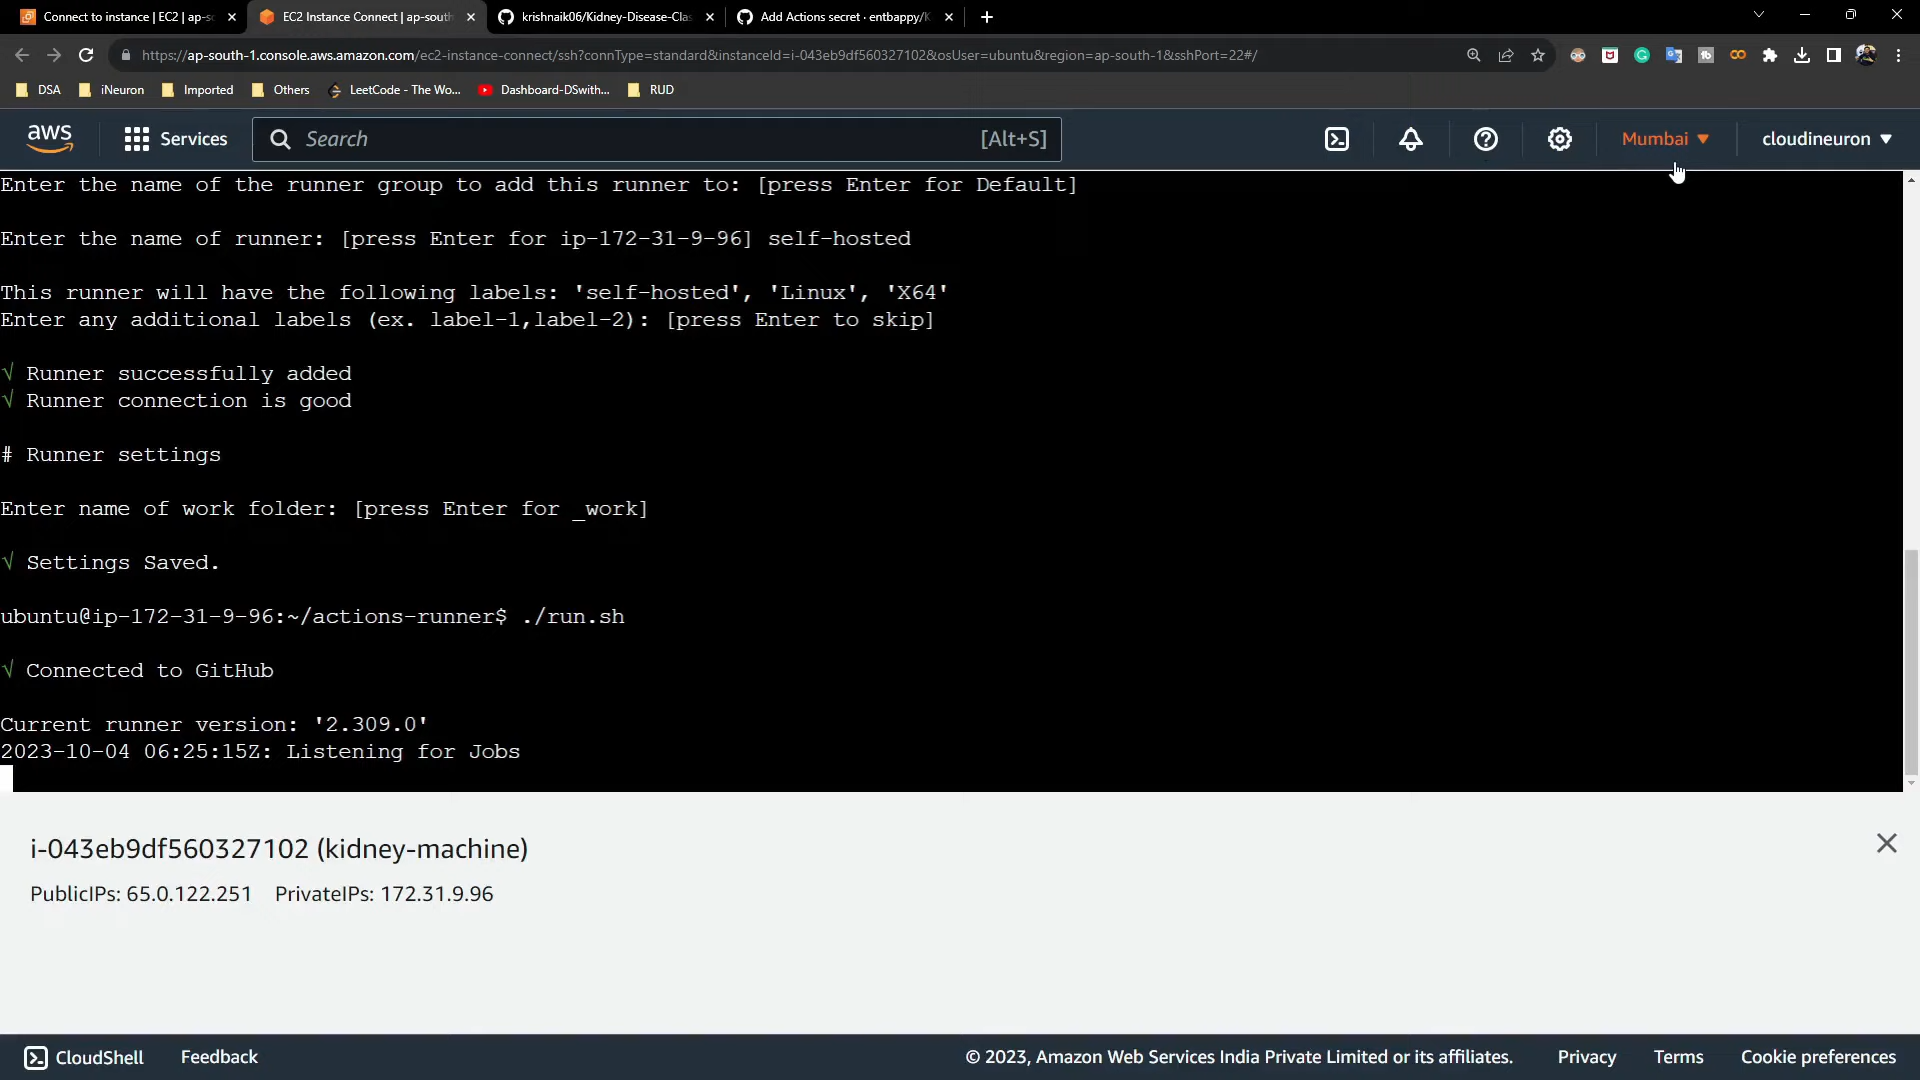 Connect to instance | EC2 | ap-s
EC2 Instance Connect | ap-sout
krishnaik06/Kidney-Disease-Clas
Add Actions secret · entbappy/K
https://ap-south-1.console.aws.amazon.com/ec2-instance-connect/ssh?connType=standard&instanceId=i-043eb9df560327102&osUser=ubuntu&region=ap-south-1&sshPort=22#/
DSA
iNeuron
Imported
Others
LeetCode - The Wo...
Dashboard-DSwith...
RUD
aws
Services
Search
[Alt+S]
Mumbai
cloudineuron
Enter the name of the runner group to add this runner to: [press Enter for Default]
Enter the name of runner: [press Enter for ip-172-31-9-96] self-hosted
This runner will have the following labels: 'self-hosted', 'Linux', 'X64'
Enter any additional labels (ex. label-1,label-2): [press Enter to skip]
√ Runner successfully added
√ Runner connection is good
# Runner settings
Enter name of work folder: [press Enter for _work]
√ Settings Saved.
ubuntu@ip-172-31-9-96:~/actions-runner$ ./run.sh
√ Connected to GitHub
Current runner version: '2.309.0'
2023-10-04 06:25:15Z: Listening for Jobs
i-043eb9df560327102 (kidney-machine)
PublicIPs: 65.0.122.251 PrivateIPs: 172.31.9.96
CloudShell
Feedback
© 2023, Amazon Web Services India Private Limited or its affiliates.
Privacy
Terms
Cookie preferences